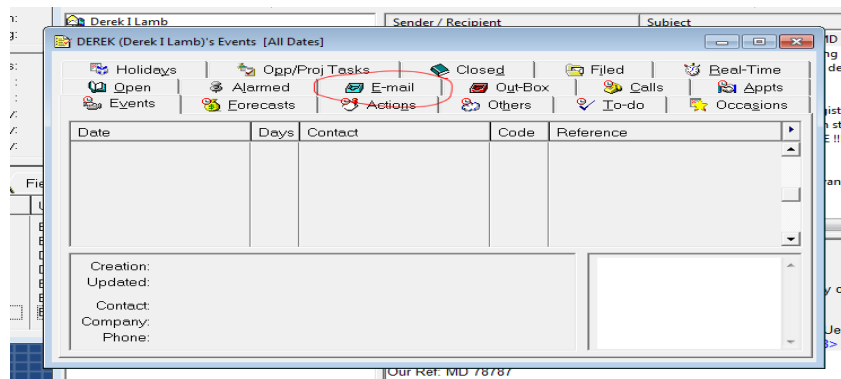 Derek I Lamb
Sender / Recipient
Subject
DEREK (Derek I Lamb)'s Events [All Dates]
Holidays
Opp/Proj Tasks
Closed
Filed
Real-Time
Open
Alarmed
E-mail
Out-Box
Calls
Appts
Events
Forecasts
Actions
Others
To-do
Occasions
Date
Days
Contact
Code
Reference
Creation:
Updated:
Contact:
Company:
Phone:
Fie
Our Ref: MD 78787